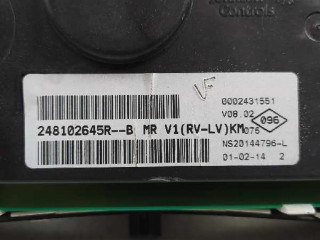 Controls
VF
0002431551
V08.02
096
248102645R--B MR V1(RV-LV)KM
076
NS20144796-L
01-02-14 2